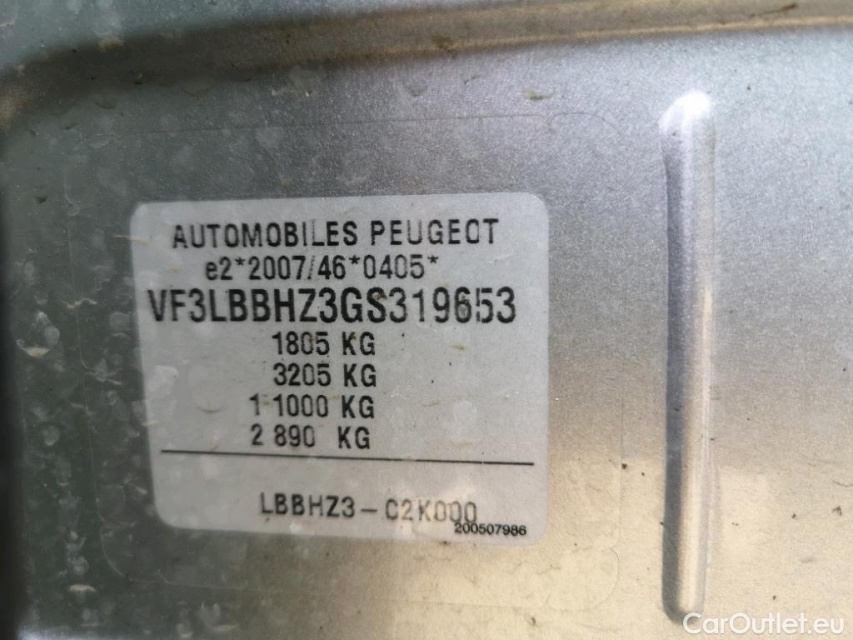 AUTOMOBILES PEUGEOT
e2*2007/46*0405*
VF3LBBHZ3GS319653
1805 KG
3205 KG
1-1000 KG
2 890 KG
LBBHZ3-C2K000
200507986
CarOutlet.eu